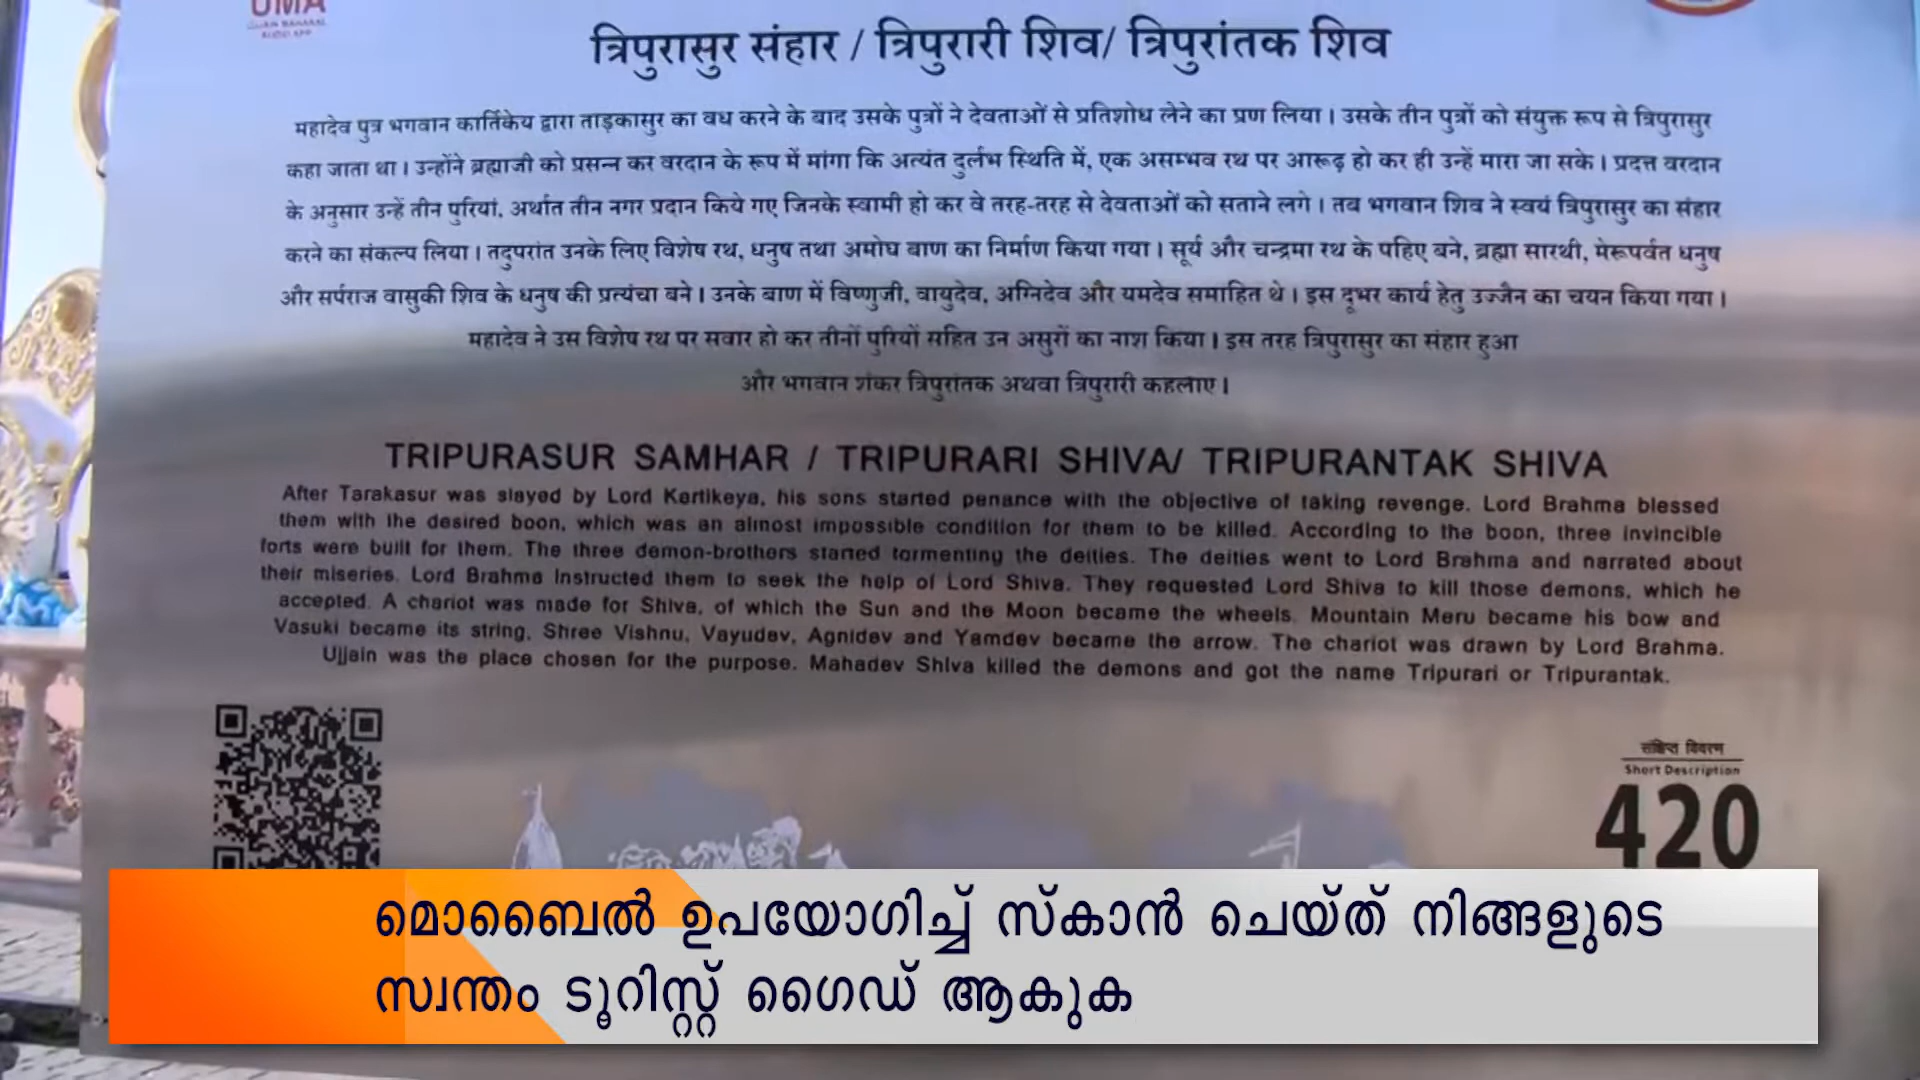 UMA
त्रिपुरासुर संहार / त्रिपुरारी शिव/ त्रिपुरांतक शिव
महादेव पुत्र भगवान कार्तिकेय द्वारा ताड़कासुर का वध करने के बाद उसके पुत्रों ने देवताओं से प्रतिशोध लेने का प्रण लिया। उसके तीन पुत्रों को संयुक्त रूप से त्रिपुरासुर
कहा जाता था। उन्होंने ब्रह्माजी को प्रसन्न कर वरदान के रूप में मांगा कि अत्यंत दुर्लभ स्थिति में, एक असम्भव रथ पर आरूढ़ हो कर ही उन्हें मारा जा सके। प्रदत्त वरदान
के अनुसार उन्हें तीन पुरियां, अर्थात तीन नगर प्रदान किये गए जिनके स्वामी हो कर वे तरह-तरह से देवताओं को सताने लगे। तब भगवान शिव ने स्वयं त्रिपुरासुर का संहार
करने का संकल्प लिया। तदुपरांत उनके लिए विशेष रथ, धनुष तथा अमोघ बाण का निर्माण किया गया। सूर्य और चन्द्रमा रथ के पहिए बने, ब्रह्मा सारथी, मेरूपर्वत धनुष
और सर्पराज वासुकी शिव के धनुष की प्रत्यंचा बने। उनके बाण में विष्णुजी, वायुदेव, अग्निदेव और यमदेव समाहित थे। इस दूभर कार्य हेतु उज्जैन का चयन किया गया।
महादेव ने उस विशेष रथ पर सवार हो कर तीनों पुरियों सहित उन असुरों का नाश किया। इस तरह त्रिपुरासुर का संहार हुआ
और भगवान शंकर त्रिपुरांतक अथवा त्रिपुरारी कहलाए।
TRIPURASUR SAMHAR / TRIPURARI SHIVA/ TRIPURANTAK SHIVA
After Tarakasur was slayed by Lord Kartikeya, his sons started penance with the objective of taking revenge. Lord Brahma blessed
them with the desired boon, which was an almost impossible condition for them to be killed. According to the boon, three invincible
forts were built for them. The three demon-brothers started tormenting the deities. The deities went to Lord Brahma and narrated about
their miseries. Lord Brahma Instructed them to seek the help of Lord Shiva. They requested Lord Shiva to kill those demons, which he
accepted. A chariot was made for Shiva, of which the Sun and the Moon became the wheels. Mountain Meru became his bow and
Vasuki became its string, Shree Vishnu, Vayudev, Agnidev and Yamdev became the arrow. The chariot was drawn by Lord Brahma.
Ujjain was the place chosen for the purpose. Mahadev Shiva killed the demons and got the name Tripurari or Tripurantak.
संक्षिप्त विवरण
Short Description
420
മൊബൈൽ ഉപയോഗിച്ച് സ്കാൻ ചെയ്ത് നിങ്ങളുടെ
സ്വന്തം ടൂറിസ്റ്റ് ഗൈഡ് ആകുക